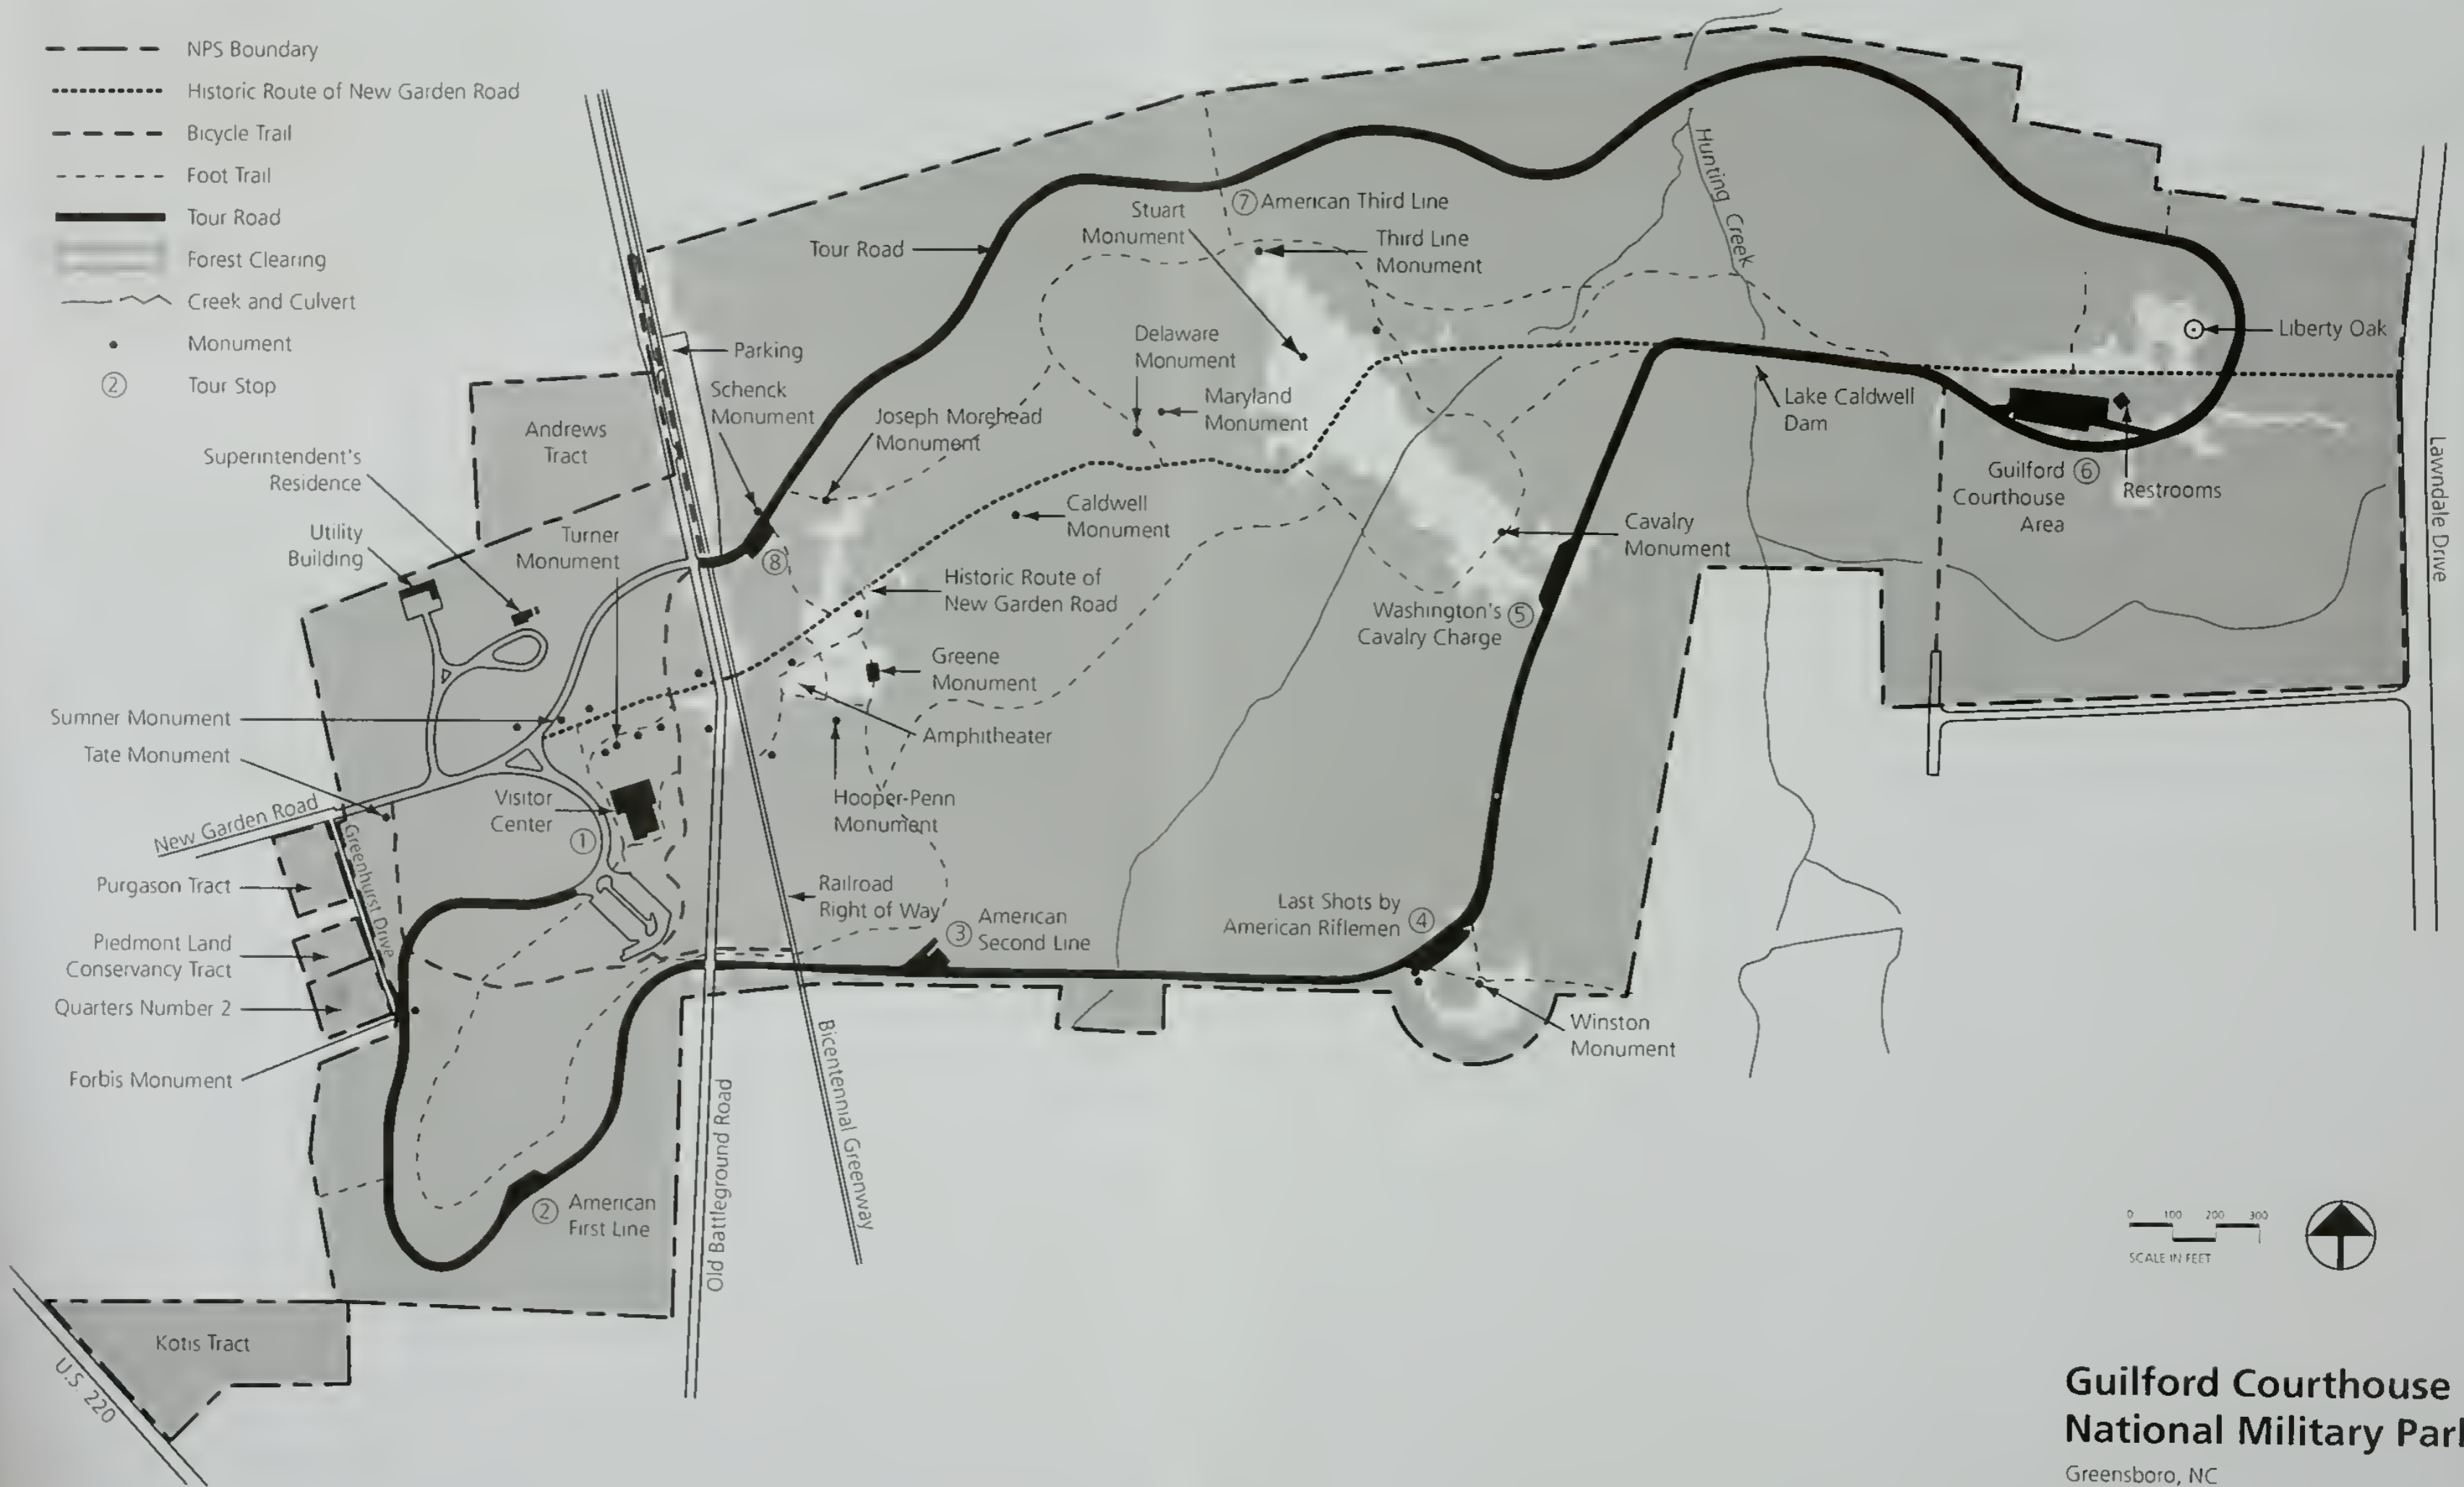 NPS Boundary
Historic Route of New Garden Road
Bicycle Trail
Foot Trail
Tour Road
Forest Clearing
Creek and Culvert
Monument
② Tour Stop
Andrews
Tract
Superintendent's
Residence
Utility
Building
Turner
Monument
Sumner Monument
Tate Monument
New Garden Road
Greenhurst Drive
Purgason Tract
Piedmont Land
Conservancy Tract
Quarters Number 2
Forbis Monument
Kotis Tract
U.S. 220
Visitor
Center
①
② American
First Line
Old Battleground Road
Bicentennial Greenway
Railroad
Right of Way
③ American
Second Line
Hooper-Penn
Monument
Amphitheater
Greene
Monument
Historic Route of
New Garden Road
Caldwell
Monument
⑧
Parking
Schenck
Monument
Joseph Morehead
Monument
Tour Road
Stuart
Monument
⑦ American Third Line
Third Line
Monument
Delaware
Monument
Maryland
Monument
Hunting Creek
Lake Caldwell
Dam
Liberty Oak
Guilford ⑥
Courthouse
Area
Restrooms
Lawndale Drive
Cavalry
Monument
Washington's ⑤
Cavalry Charge
Last Shots by ④
American Riflemen
Winston
Monument
0 100 200 300
SCALE IN FEET
Guilford Courthouse
National Military Par
Greensboro, NC